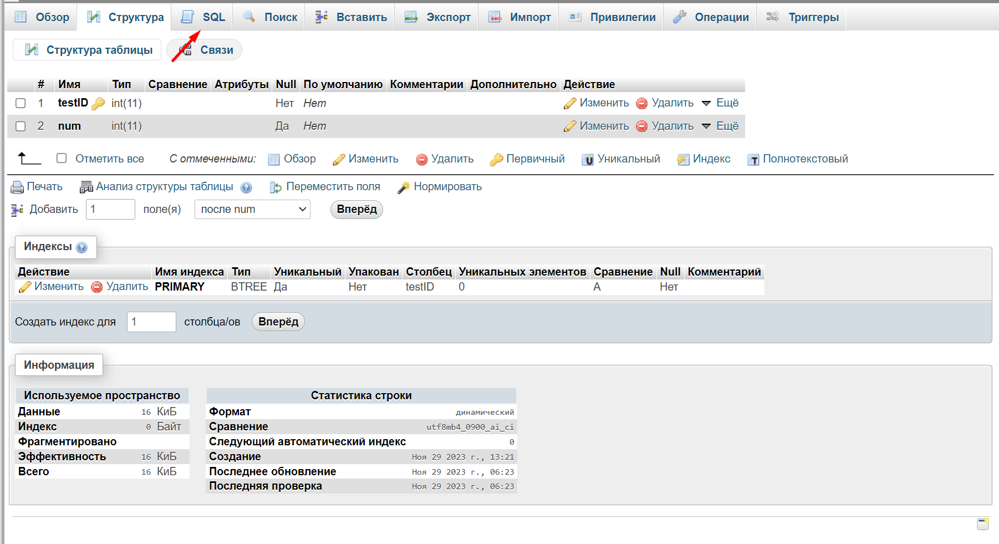 Обзор Структура SQL Поиск Вставить Экспорт Импорт Привилегии Операции Триггеры
Структура таблицы Связи
# Имя Тип Сравнение Атрибуты Null По умолчанию Комментарии Дополнительно Действие
1 testID int(11) Нет Нет Изменить Удалить Ещё
2 num int(11) Да Нет Изменить Удалить Ещё
Отметить все С отмеченными: Обзор Изменить Удалить Первичный Уникальный Индекс Полнотекстовый
Печать Анализ структуры таблицы Переместить поля Нормировать
Добавить 1 поле(я) после num Вперёд
Индексы
Действие Имя индекса Тип Уникальный Упакован Столбец Уникальных элементов Сравнение Null Комментарий
Изменить Удалить PRIMARY BTREE Да Нет testID 0 A Нет
Создать индекс для 1 столбца/ов Вперёд
Информация
Используемое пространство
Данные 16 КиБ
Индекс 0 Байт
Фрагментировано
Эффективность 16 КиБ
Всего 16 КиБ
Статистика строки
Формат динамический
Сравнение utf8mb4_0900_ai_ci
Следующий автоматический индекс 0
Создание Ноя 29 2023 г., 13:21
Последнее обновление Ноя 29 2023 г., 06:23
Последняя проверка Ноя 29 2023 г., 06:23